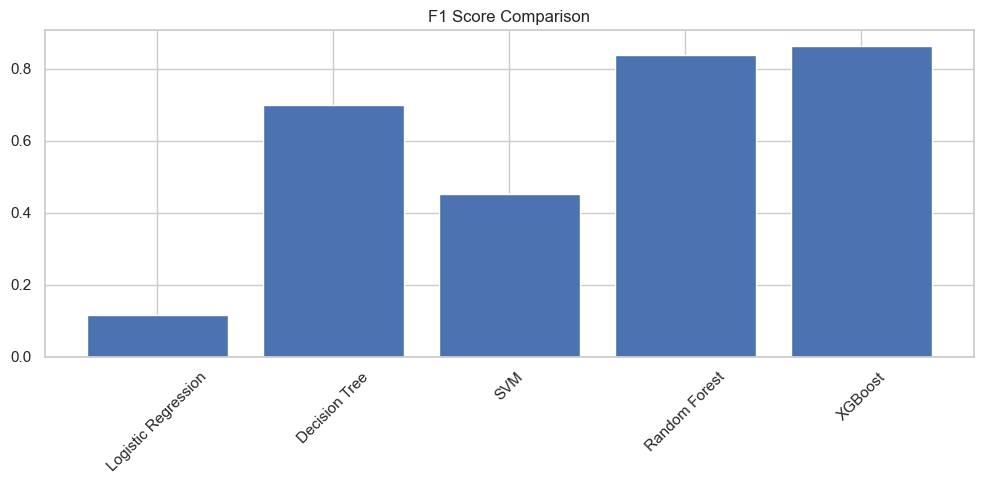 F1 Score Comparison
0.8
0.6
0.4
0.2
0.0
Logistic Regression
Decision Tree
SVM
Random Forest
XGBoost